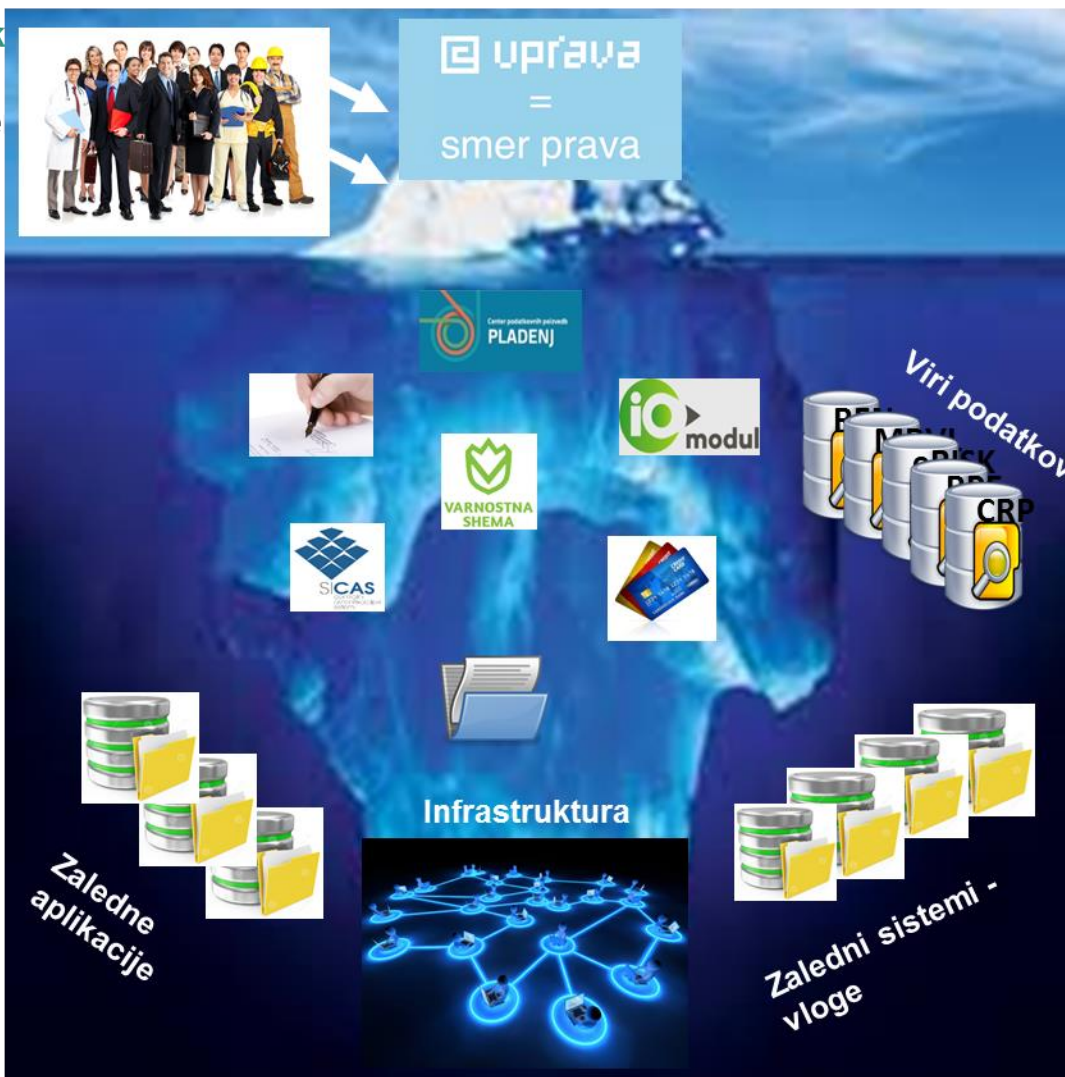 uprava
=
smer prava
Center podatkovnih poizvedb
PLADENJ
iO
modul
Viri podatkov
CRP
VARNOSTNA
SHEMA
SICAS
Infrastruktura
Zaledne
aplikacije
Zaledni sistemi -
vloge